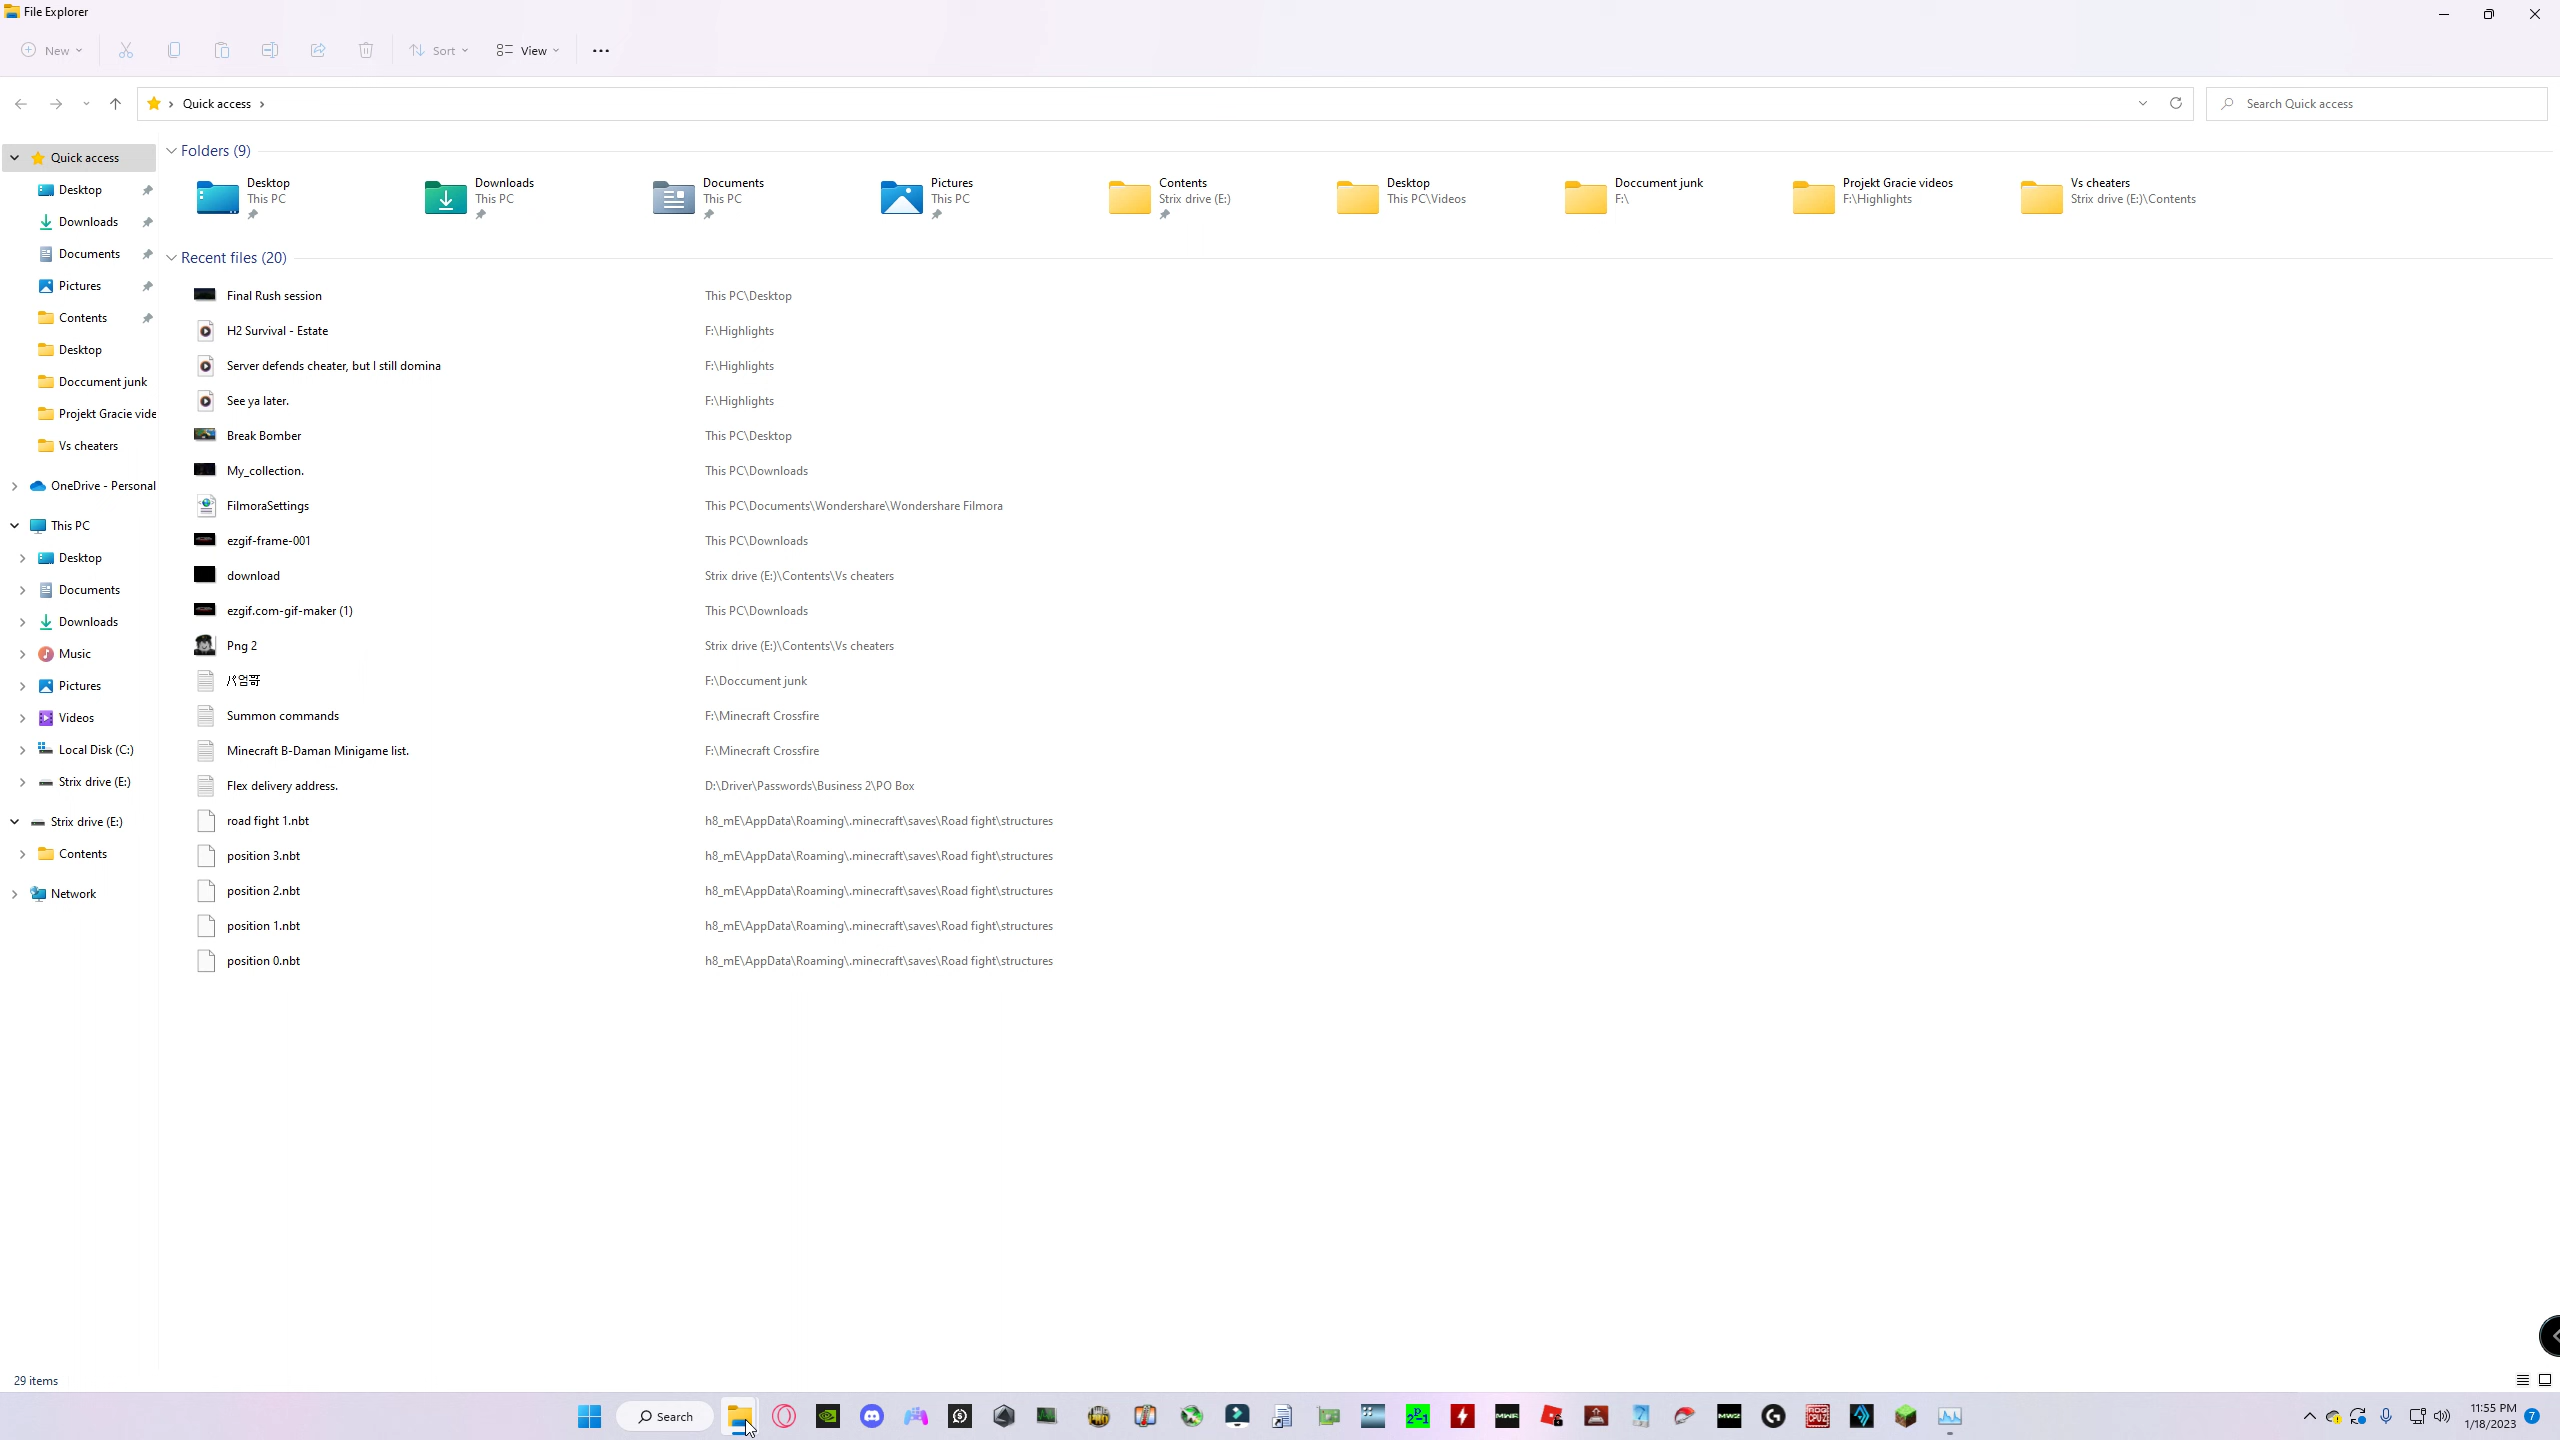 File Explorer
New
Sort
View
Quick access
Search Quick access
Quick access
Desktop
Downloads
Documents
Pictures
Contents
Desktop
Doccument junk
Projekt Gracie vide
Vs cheaters
OneDrive - Personal
This PC
Desktop
Documents
Downloads
Music
Pictures
Videos
Local Disk (C:)
Strix drive (E:)
Strix drive (E:)
Contents
Network
Folders (9)
Desktop
This PC
Downloads
This PC
Documents
This PC
Pictures
This PC
Contents
Strix drive (E:)
Desktop
This PC\Videos
Doccument junk
F:\
Projekt Gracie videos
F:\Highlights
Vs cheaters
Strix drive (E:)\Contents
Recent files (20)
Final Rush session This PC\Desktop
H2 Survival - Estate F:\Highlights
Server defends cheater, but I still domina F:\Highlights
See ya later. F:\Highlights
Break Bomber This PC\Desktop
My_collection. This PC\Downloads
FilmoraSettings This PC\Documents\Wondershare\Wondershare Filmora
ezgif-frame-001 This PC\Downloads
download Strix drive (E:)\Contents\Vs cheaters
ezgif.com-gif-maker (1) This PC\Downloads
Png 2 Strix drive (E:)\Contents\Vs cheaters
F:\Doccument junk
Summon commands F:\Minecraft Crossfire
Minecraft B-Daman Minigame list. F:\Minecraft Crossfire
Flex delivery address. D:\Driver\Passwords\Business 2\PO Box
road fight 1.nbt h8_mE\AppData\Roaming\.minecraft\saves\Road fight\structures
position 3.nbt h8_mE\AppData\Roaming\.minecraft\saves\Road fight\structures
position 2.nbt h8_mE\AppData\Roaming\.minecraft\saves\Road fight\structures
position 1.nbt h8_mE\AppData\Roaming\.minecraft\saves\Road fight\structures
position 0.nbt h8_mE\AppData\Roaming\.minecraft\saves\Road fight\structures
29 items
Search
MWR
MW2
11:55 PM
1/18/2023
7